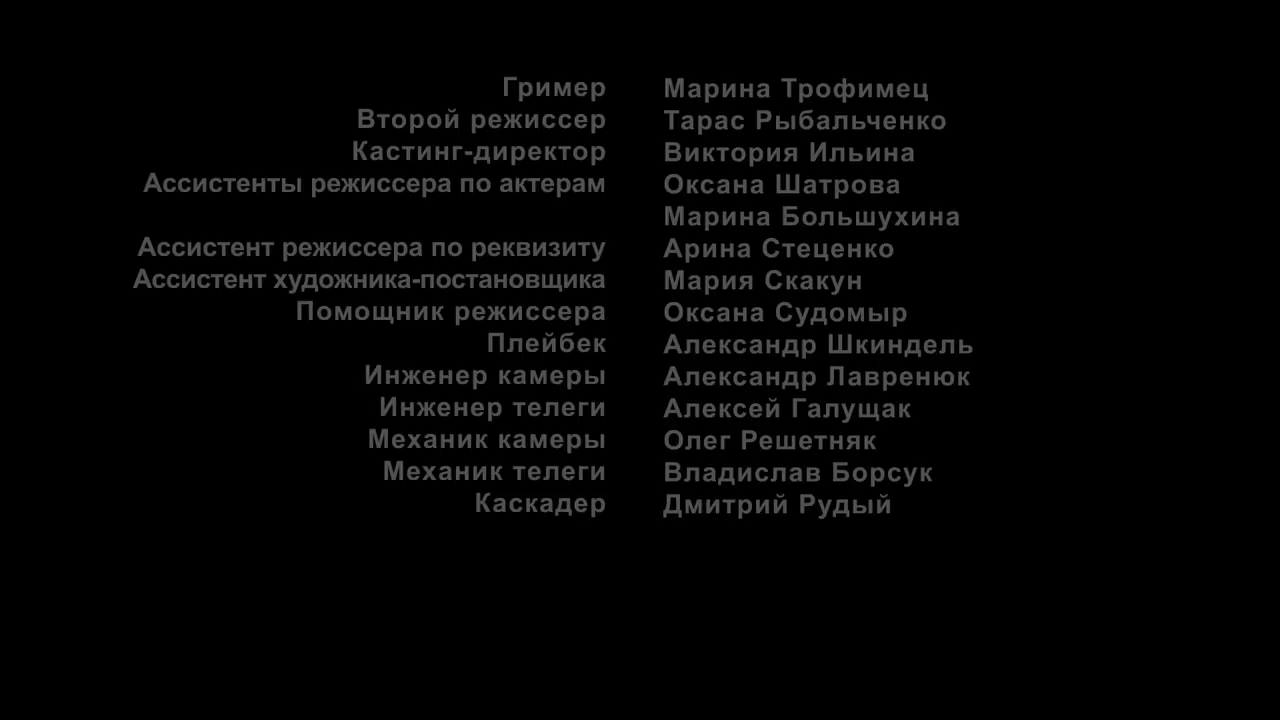 Гример Марина Трофимец
Второй режиссер Тарас Рыбальченко
Кастинг-директор Виктория Ильина
Ассистенты режиссера по актерам Оксана Шатрова
Марина Большухина
Ассистент режиссера по реквизиту Арина Стеценко
Ассистент художника-постановщика Мария Скакун
Помощник режиссера Оксана Судомыр
Плейбек Александр Шкиндель
Инженер камеры Александр Лавренюк
Инженер телеги Алексей Галущак
Механик камеры Олег Решетняк
Механик телеги Владислав Борсук
Каскадер Дмитрий Рудый